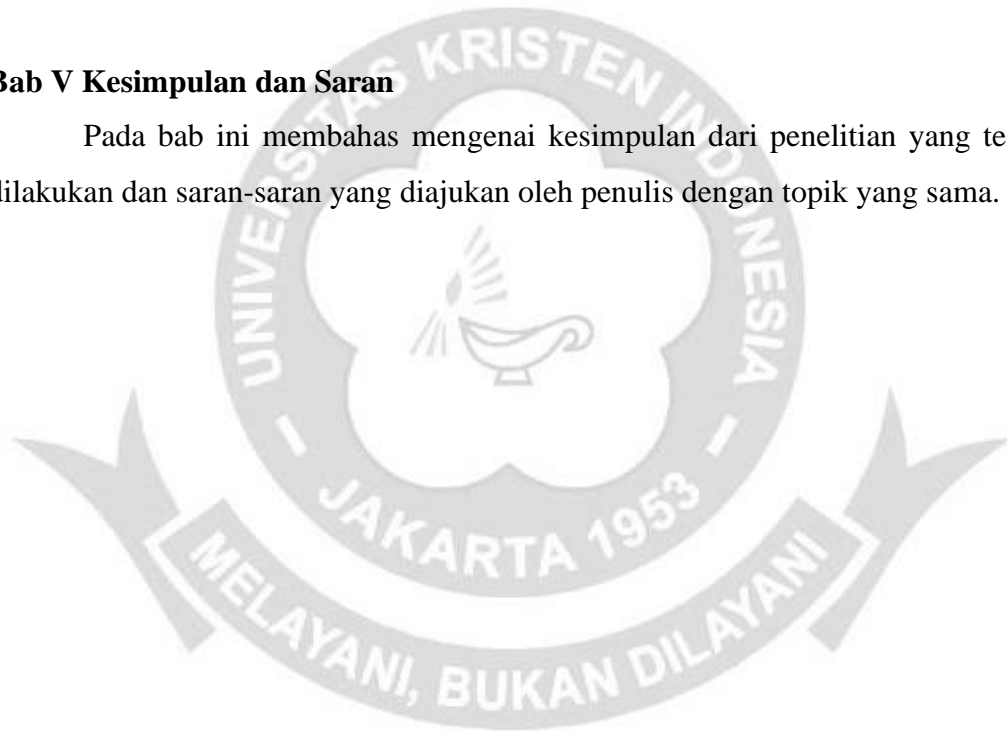 Bab V Kesimpulan dan Saran
Pada bab ini membahas mengenai kesimpulan dari penelitian yang te
dilakukan dan saran-saran yang diajukan oleh penulis dengan topik yang sama.
UNIVERSITAS KRISTEN INDONESIA
- JAKARTA 1953 -
MELAYANI, BUKAN DILAYANI